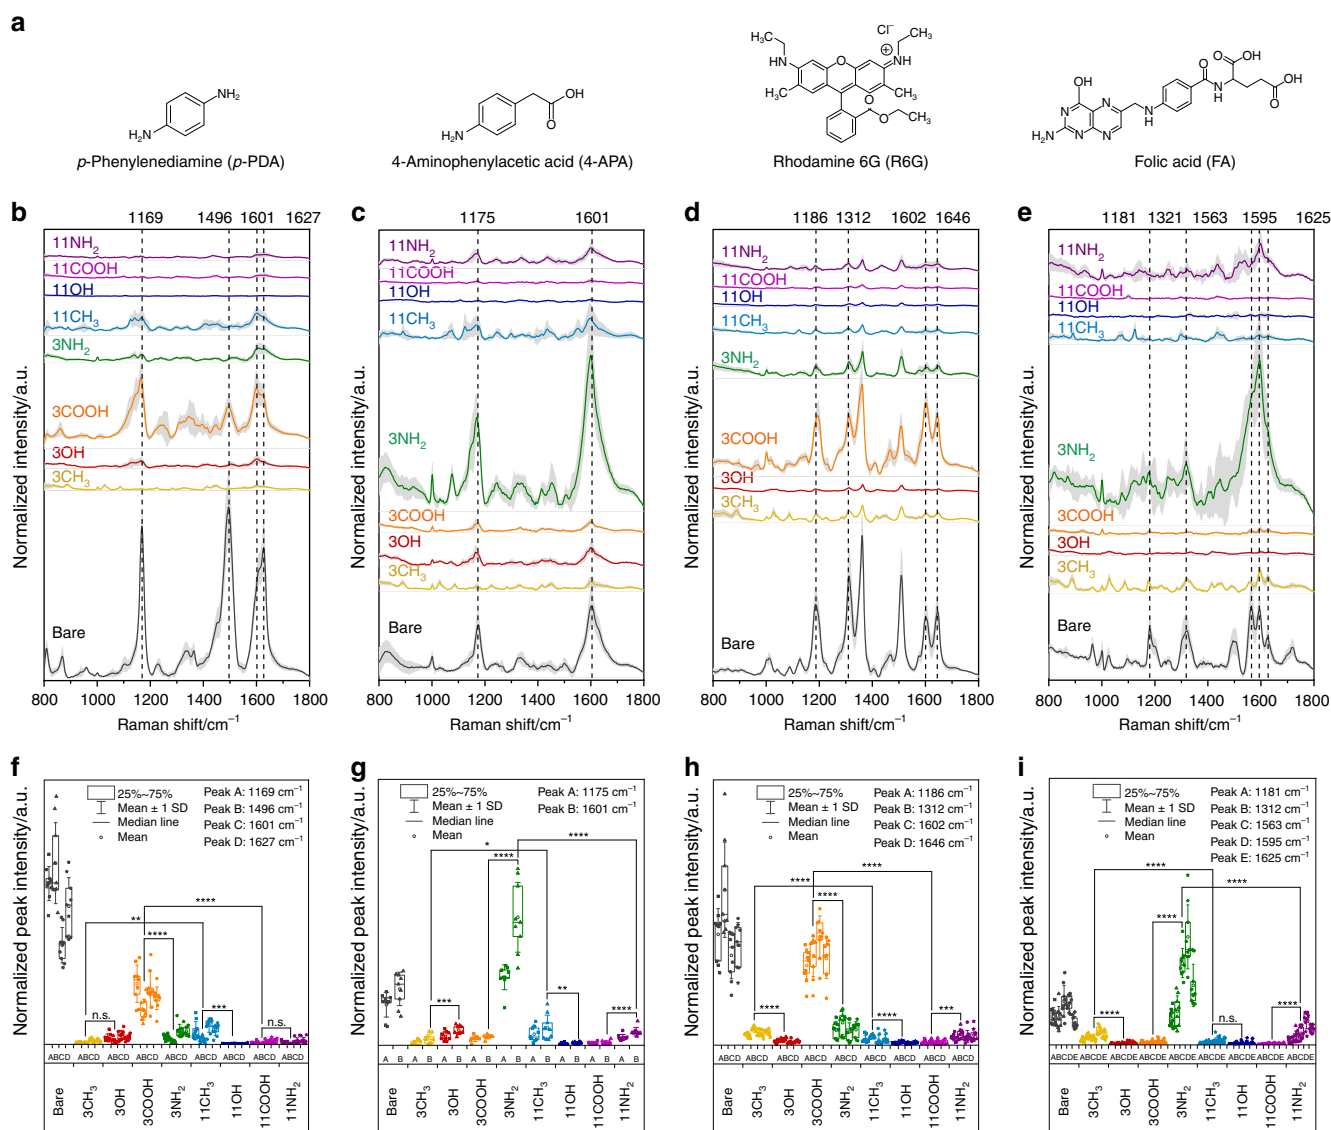 a
NH₂
H₂N
p-Phenylenediamine (p-PDA)
OH
O
H₂N
4-Aminophenylacetic acid (4-APA)
Cl⁻
H₃C
CH₃
HN
O
⊕
NH
H₃C
CH₃
O
O
CH₃
Rhodamine 6G (R6G)
O
OH
OH
O
OH
N
N
N
H
O
N
H
H₂N
N
N
Folic acid (FA)
b
1169 1496 1601 1627
Normalized intensity/a.u.
11NH₂
11COOH
11OH
11CH₃
3NH₂
3COOH
3OH
3CH₃
Bare
800 1000 1200 1400 1600 1800
Raman shift/cm⁻¹
c
1175 1601
Normalized intensity/a.u.
11NH₂
11COOH
11OH
11CH₃
3NH₂
3COOH
3OH
3CH₃
Bare
800 1000 1200 1400 1600 1800
Raman shift/cm⁻¹
d
1186 1312 1602 1646
Normalized intensity/a.u.
11NH₂
11COOH
11OH
11CH₃
3NH₂
3COOH
3OH
3CH₃
Bare
800 1000 1200 1400 1600 1800
Raman shift/cm⁻¹
e
1181 1321 1563 1595 1625
Normalized intensity/a.u.
11NH₂
11COOH
11OH
11CH₃
3NH₂
3COOH
3OH
3CH₃
Bare
800 1000 1200 1400 1600 1800
Raman shift/cm⁻¹
f
Normalized peak intensity/a.u.
25%~75%
Mean ± 1 SD
Median line
Mean
Peak A: 1169 cm⁻¹
Peak B: 1496 cm⁻¹
Peak C: 1601 cm⁻¹
Peak D: 1627 cm⁻¹
****
**
****
***
n.s.
n.s.
ABCD ABCD ABCD ABCD ABCD ABCD ABCD ABCD
Bare 3CH₃ 3OH 3COOH 3NH₂ 11CH₃ 11OH 11COOH 11NH₂
g
Normalized peak intensity/a.u.
25%~75%
Mean ± 1 SD
Median line
Mean
Peak A: 1175 cm⁻¹
Peak B: 1601 cm⁻¹
****
*
****
**
***
****
A B A B A B A B A B A B A B A B A B
Bare 3CH₃ 3OH 3COOH 3NH₂ 11CH₃ 11OH 11COOH 11NH₂
h
Normalized peak intensity/a.u.
25%~75%
Mean ± 1 SD
Median line
Mean
Peak A: 1186 cm⁻¹
Peak B: 1312 cm⁻¹
Peak C: 1602 cm⁻¹
Peak D: 1646 cm⁻¹
****
****
****
****
****
***
ABCD ABCD ABCD ABCD ABCD ABCD ABCD ABCD ABCD
Bare 3CH₃ 3OH 3COOH 3NH₂ 11CH₃ 11OH 11COOH 11NH₂
i
Normalized peak intensity/a.u.
25%~75%
Mean ± 1 SD
Median line
Mean
Peak A: 1181 cm⁻¹
Peak B: 1312 cm⁻¹
Peak C: 1563 cm⁻¹
Peak D: 1595 cm⁻¹
Peak E: 1625 cm⁻¹
****
****
****
****
n.s.
****
ABCDE ABCDE ABCDE ABCDE ABCDE ABCDE ABCDE ABCDE ABCDE
Bare 3CH₃ 3OH 3COOH 3NH₂ 11CH₃ 11OH 11COOH 11NH₂